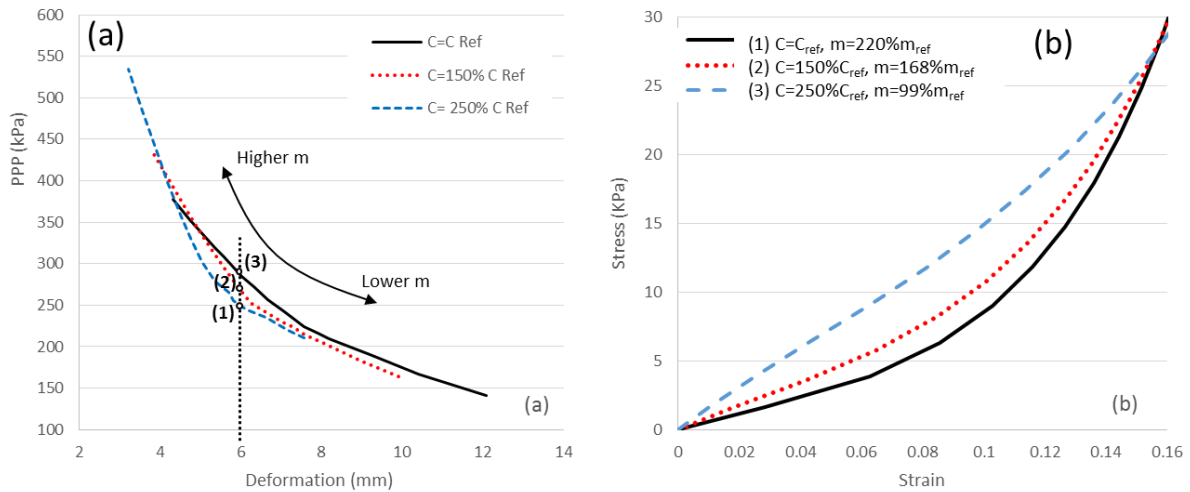 (a)
C=C Ref
C=150% C Ref
C= 250% C Ref
Higher m
Lower m
(3)
(2)
(1)
(a)
PPP (kPa)
600
550
500
450
400
350
300
250
200
150
100
2
4
6
8
10
12
14
Deformation (mm)
(b)
(1) C=Cref, m=220%mref
(2) C=150%Cref, m=168%mref
(3) C=250%Cref, m=99%mref
(b)
Stress (KPa)
30
25
20
15
10
5
0
0
0.02
0.04
0.06
0.08
0.1
0.12
0.14
0.16
Strain